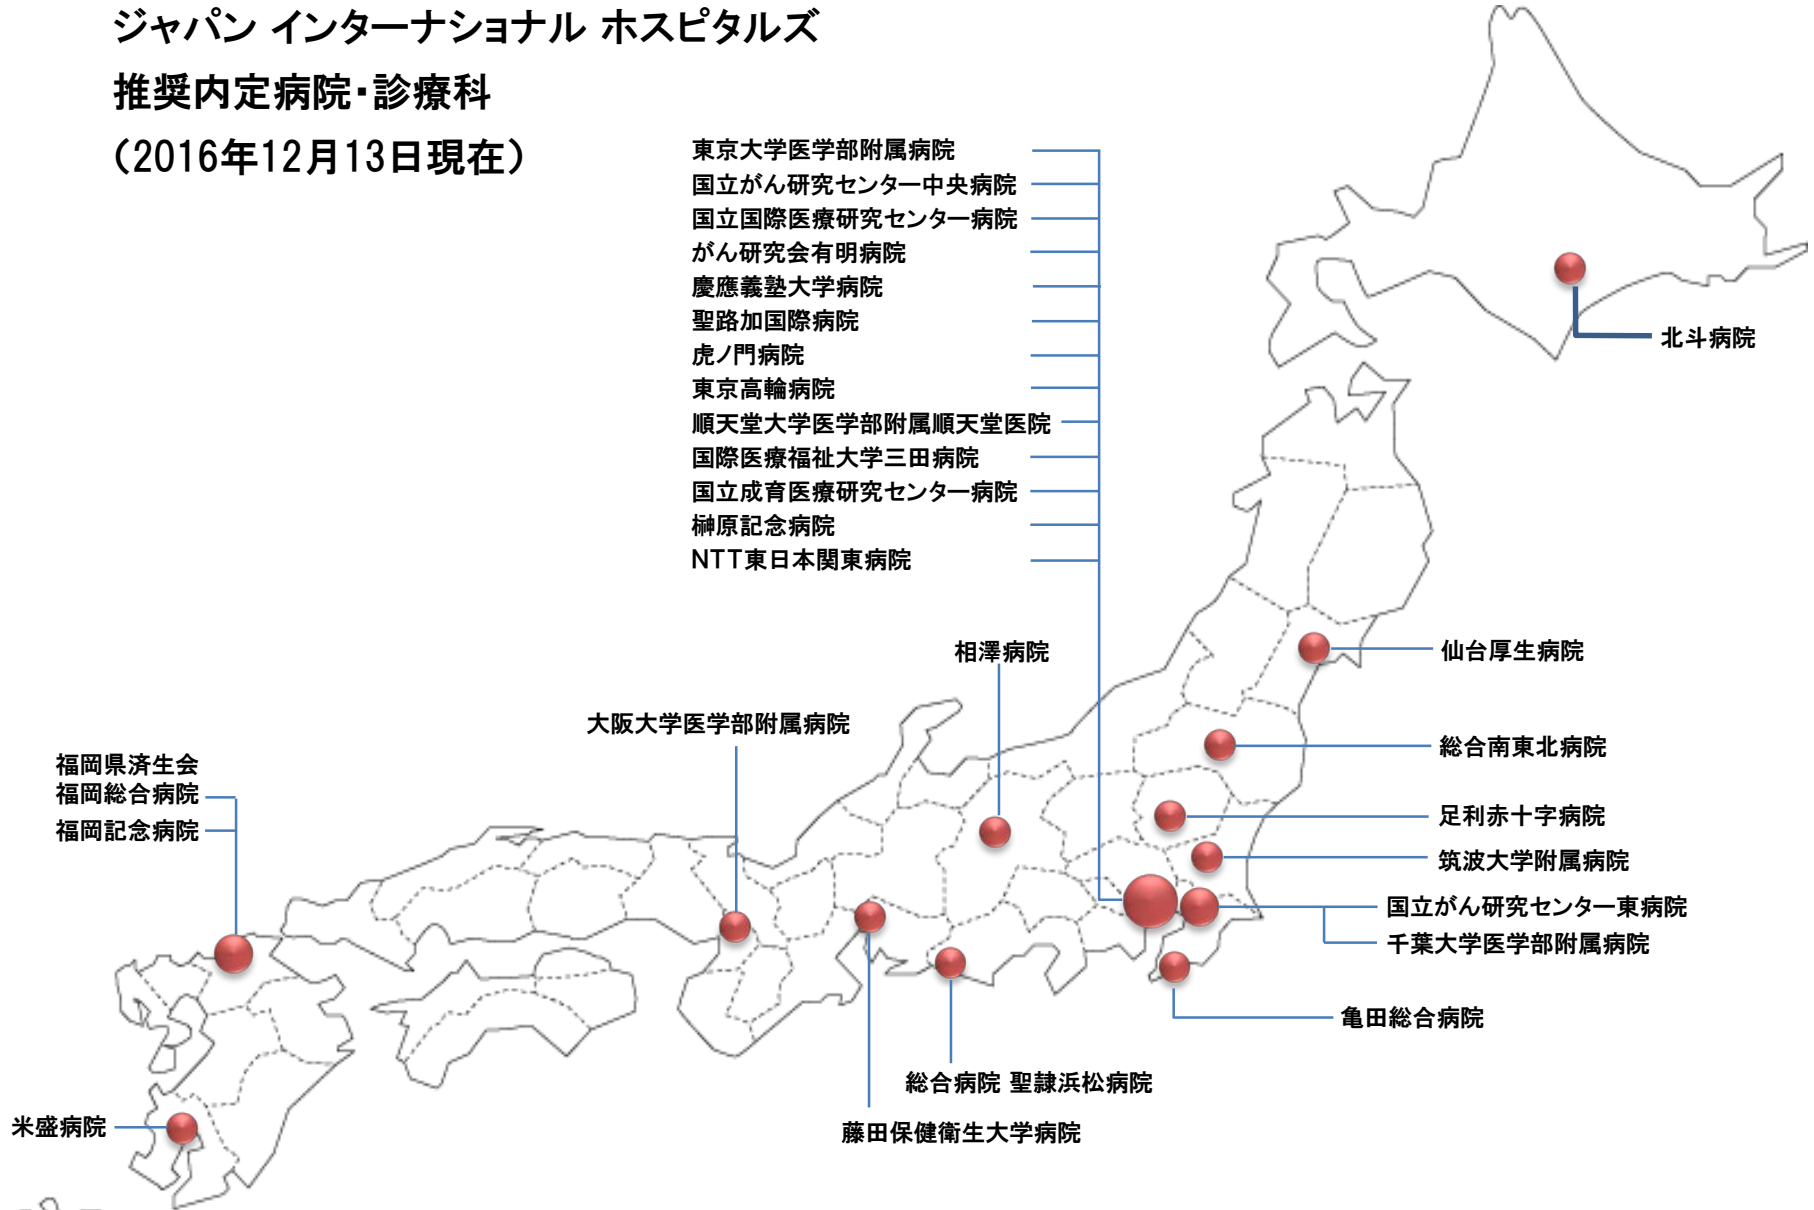 ジャパン インターナショナル ホスピタルズ
推奨内定病院・診療科
（2016年12月13日現在）
東京大学医学部附属病院
国立がん研究センター中央病院
国立国際医療研究センター病院
がん研究会有明病院
慶應義塾大学病院
聖路加国際病院
虎ノ門病院
東京高輪病院
順天堂大学医学部附属順天堂医院
国際医療福祉大学三田病院
国立成育医療研究センター病院
榊原記念病院
NTT東日本関東病院
北斗病院
相澤病院
仙台厚生病院
大阪大学医学部附属病院
総合南東北病院
福岡県済生会
福岡総合病院
福岡記念病院
足利赤十字病院
筑波大学附属病院
国立がん研究センター東病院
千葉大学医学部附属病院
亀田総合病院
総合病院 聖隷浜松病院
藤田保健衛生大学病院
米盛病院